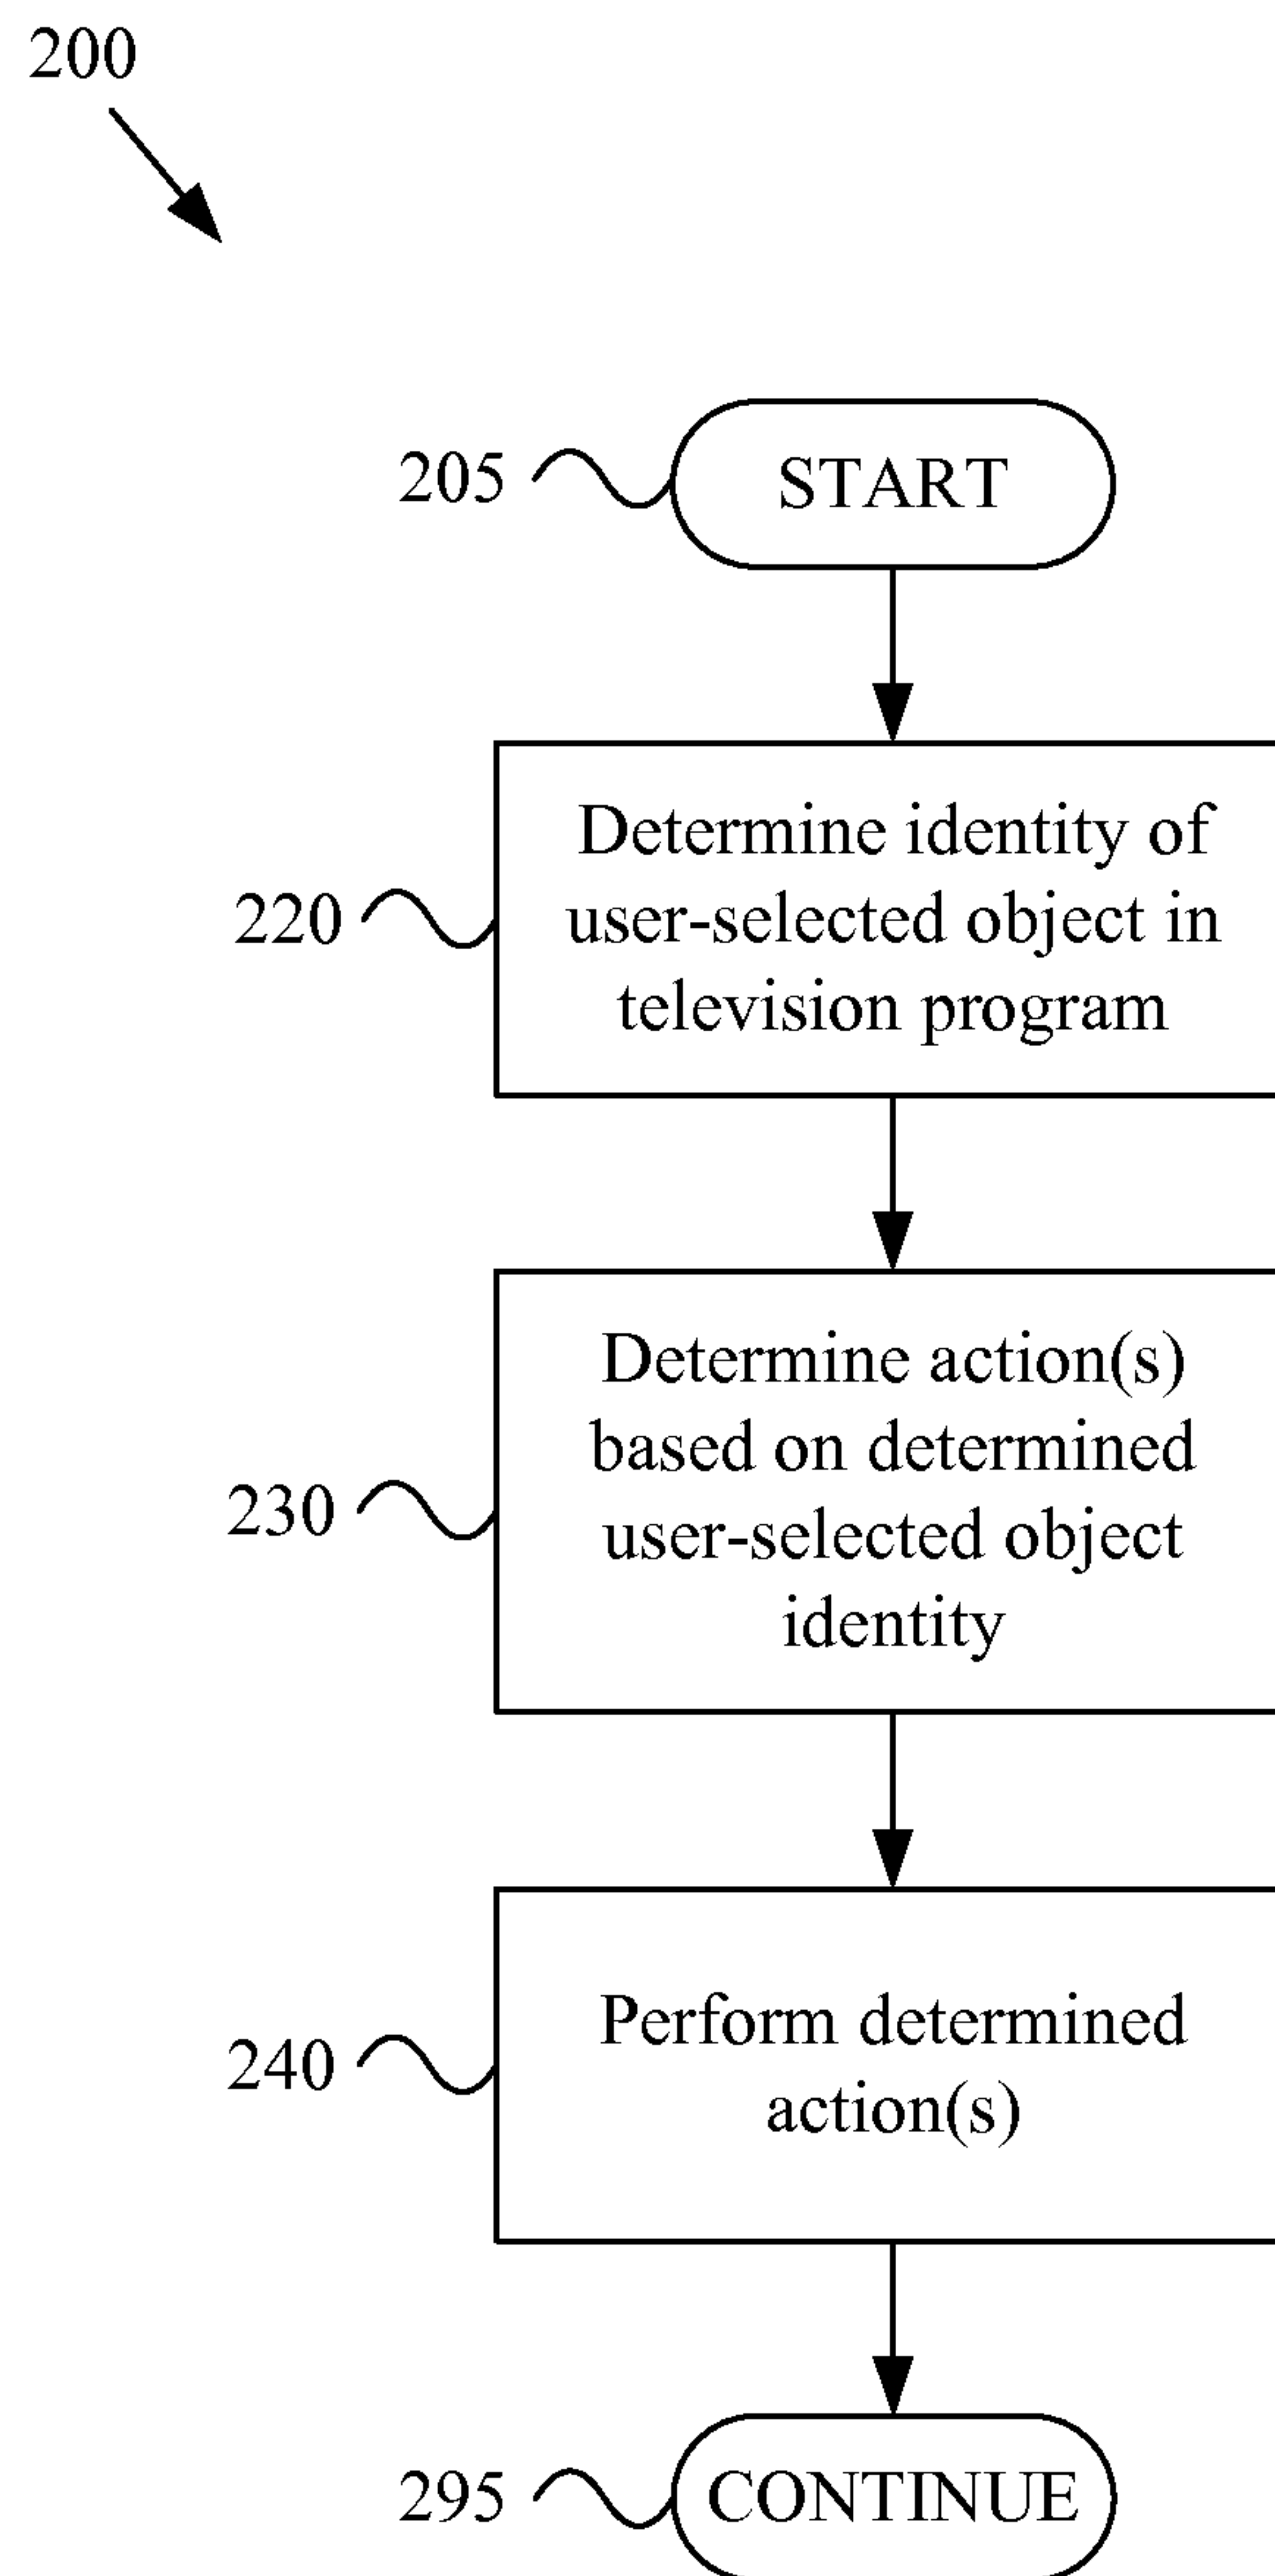 200
205
START
220
Determine identity of
user-selected object in
television program
230
Determine action(s)
based on determined
user-selected object
identity
240
Perform determined
action(s)
295
CONTINUE